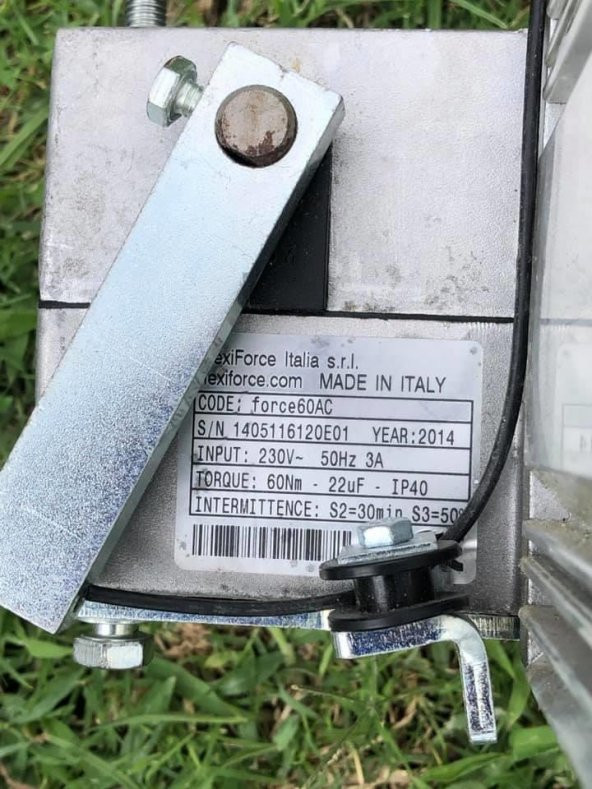 exiForce Italia s.r.l.
lexiforce.com MADE IN ITALY
CODE: force60AC
S/N 1405116120E01 YEAR:2014
INPUT: 230V~ 50Hz 3A
TORQUE: 60Nm - 22uF - IP40
INTERMITTENCE: S2=30min S3=50%